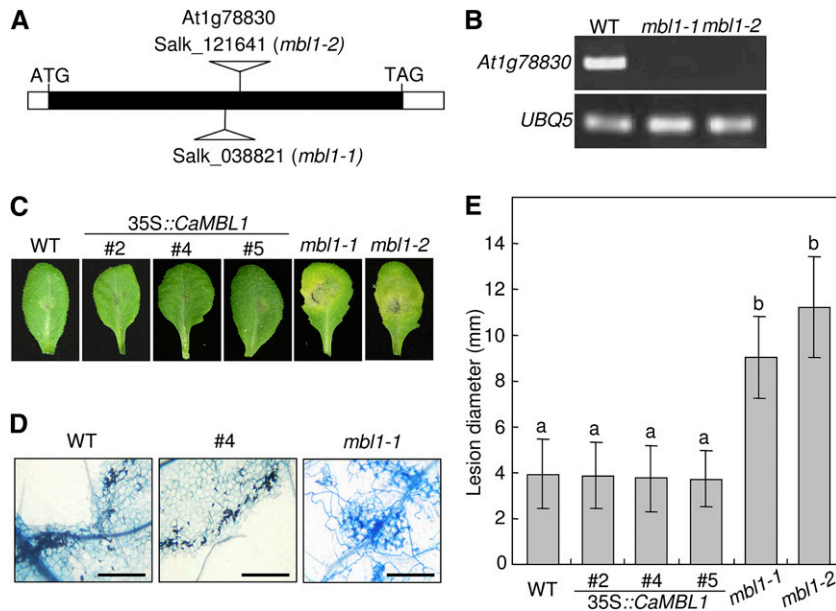 A
At1g78830
Salk_121641 (mbl1-2)
ATG
TAG
Salk_038821 (mbl1-1)
B
WT mbl1-1 mbl1-2
At1g78830
UBQ5
C
35S::CaMBL1
WT #2 #4 #5 mbl1-1 mbl1-2
D
WT #4 mbl1-1
E
Lesion diameter (mm)
14
12
10
8
6
4
2
0
a a a a b b
WT #2 #4 #5 mbl1-1 mbl1-2
35S::CaMBL1